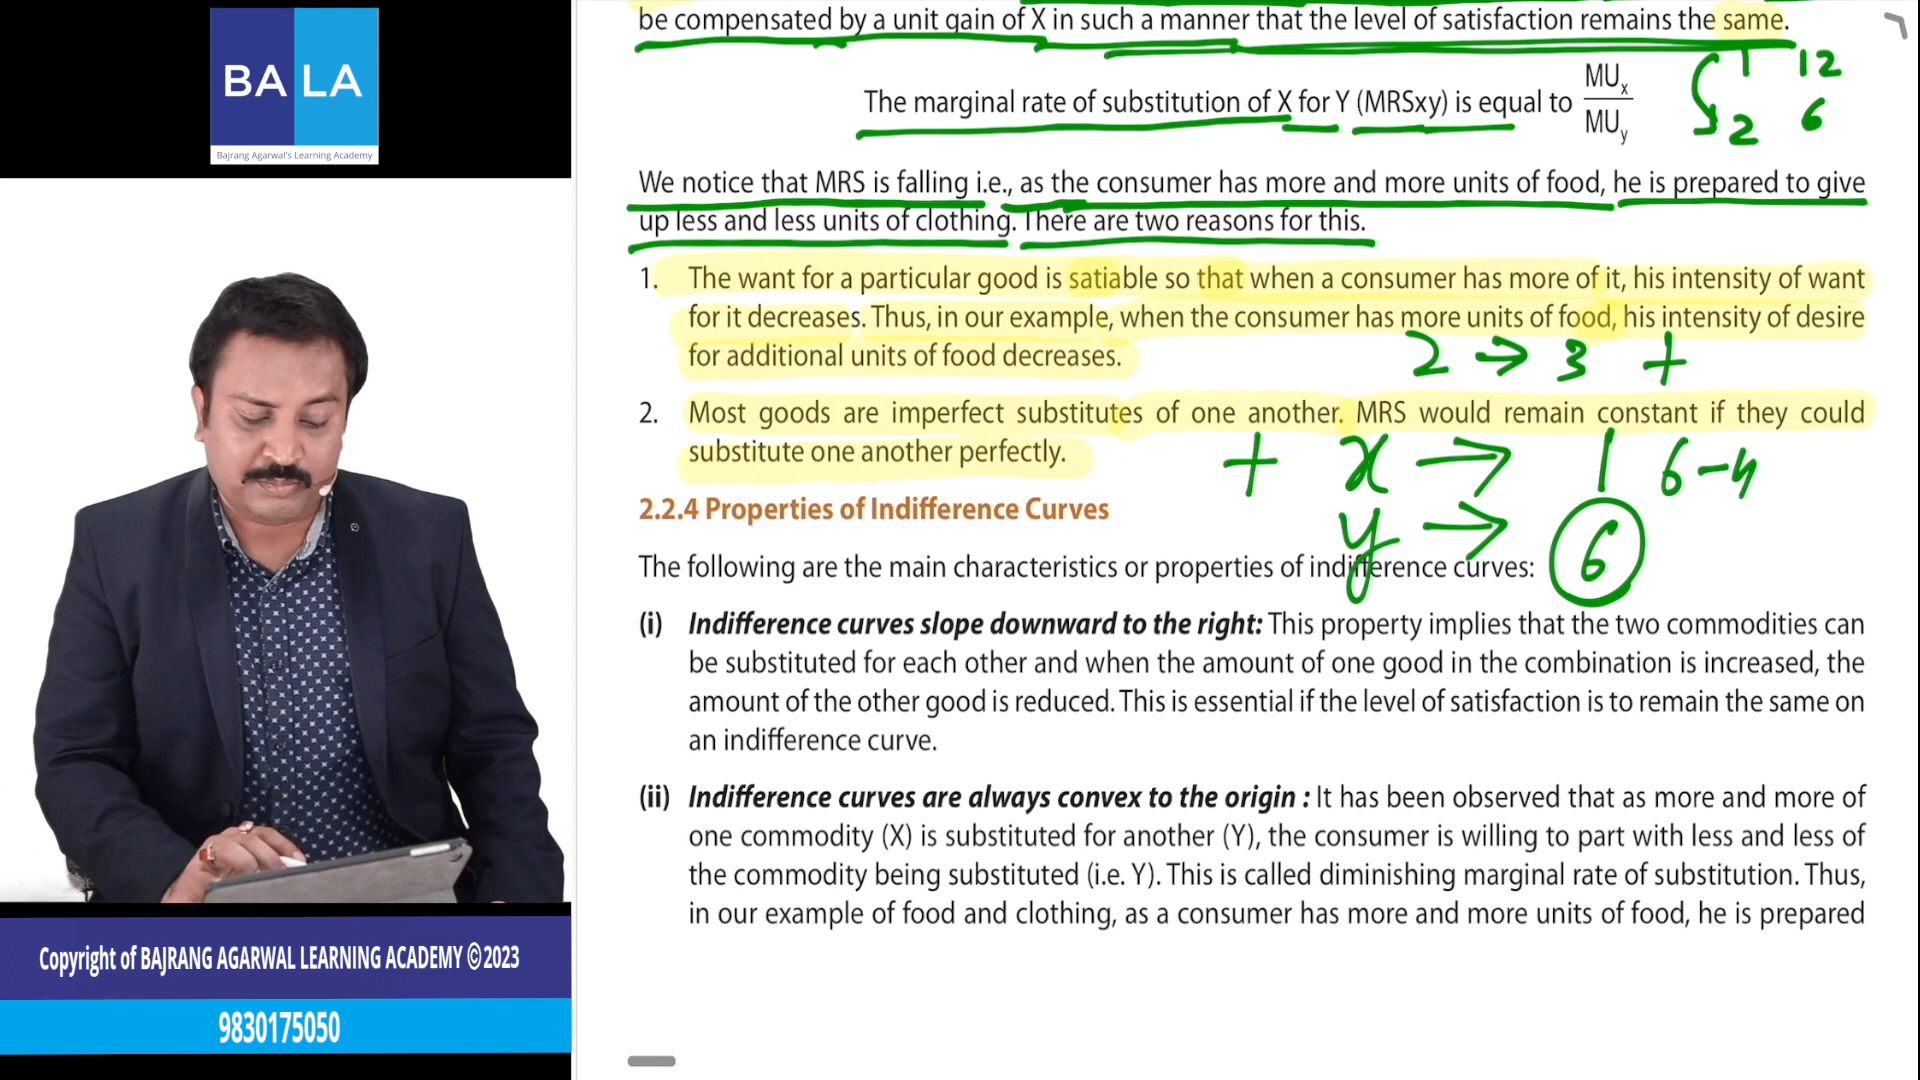 BA LA
Bajrang Agarwal's Learning Academy
be compensated by a unit gain of X in such a manner that the level of satisfaction remains the same.
1 12
The marginal rate of substitution of X for Y (MRSxy) is equal to MUx
MUy
2 6
We notice that MRS is falling i.e., as the consumer has more and more units of food, he is prepared to give
up less and less units of clothing. There are two reasons for this.
1. The want for a particular good is satiable so that when a consumer has more of it, his intensity of want
for it decreases. Thus, in our example, when the consumer has more units of food, his intensity of desire
for additional units of food decreases.
2 → 3 +
2. Most goods are imperfect substitutes of one another. MRS would remain constant if they could
substitute one another perfectly.
+ x → 1 6-4
2.2.4 Properties of Indifference Curves
y → 6
The following are the main characteristics or properties of indifference curves:
(i) Indifference curves slope downward to the right: This property implies that the two commodities can
be substituted for each other and when the amount of one good in the combination is increased, the
amount of the other good is reduced. This is essential if the level of satisfaction is to remain the same on
an indifference curve.
(ii) Indifference curves are always convex to the origin : It has been observed that as more and more of
one commodity (X) is substituted for another (Y), the consumer is willing to part with less and less of
the commodity being substituted (i.e. Y). This is called diminishing marginal rate of substitution. Thus,
in our example of food and clothing, as a consumer has more and more units of food, he is prepared
Copyright of BAJRANG AGARWAL LEARNING ACADEMY ©2023
9830175050